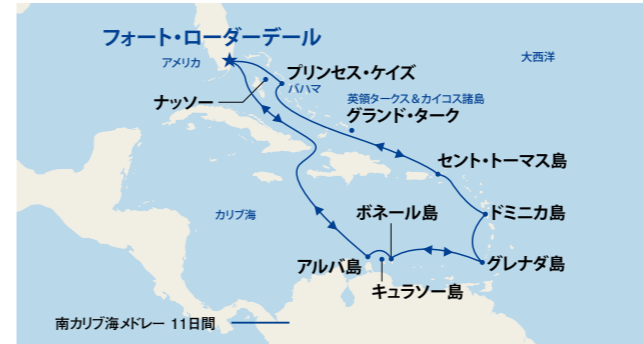 フォート・ローダーデール
アメリカ
大西洋
プリンセス・ケイズ
バハマ
ナッソー
英領タークス&カイコス諸島
グランド・ターク
セント・トーマス島
ボネール島
ドミニカ島
カリブ海
アルバ島
グレナダ島
キュラソー島
南カリブ海メドレー 11日間